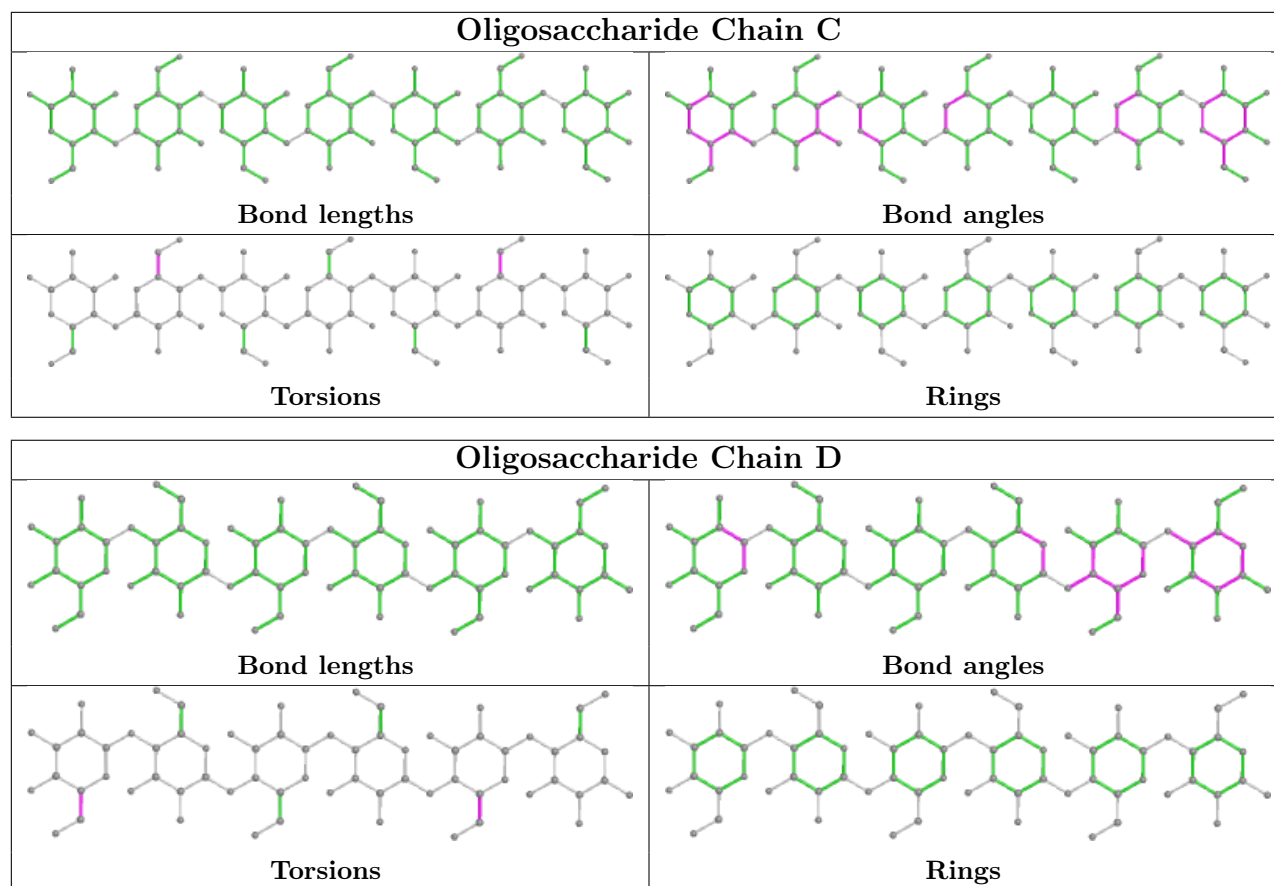 Oligosaccharide Chain C
Bond lengths
Bond angles
Torsions
Rings
Oligosaccharide Chain D
Bond lengths
Bond angles
Torsions
Rings